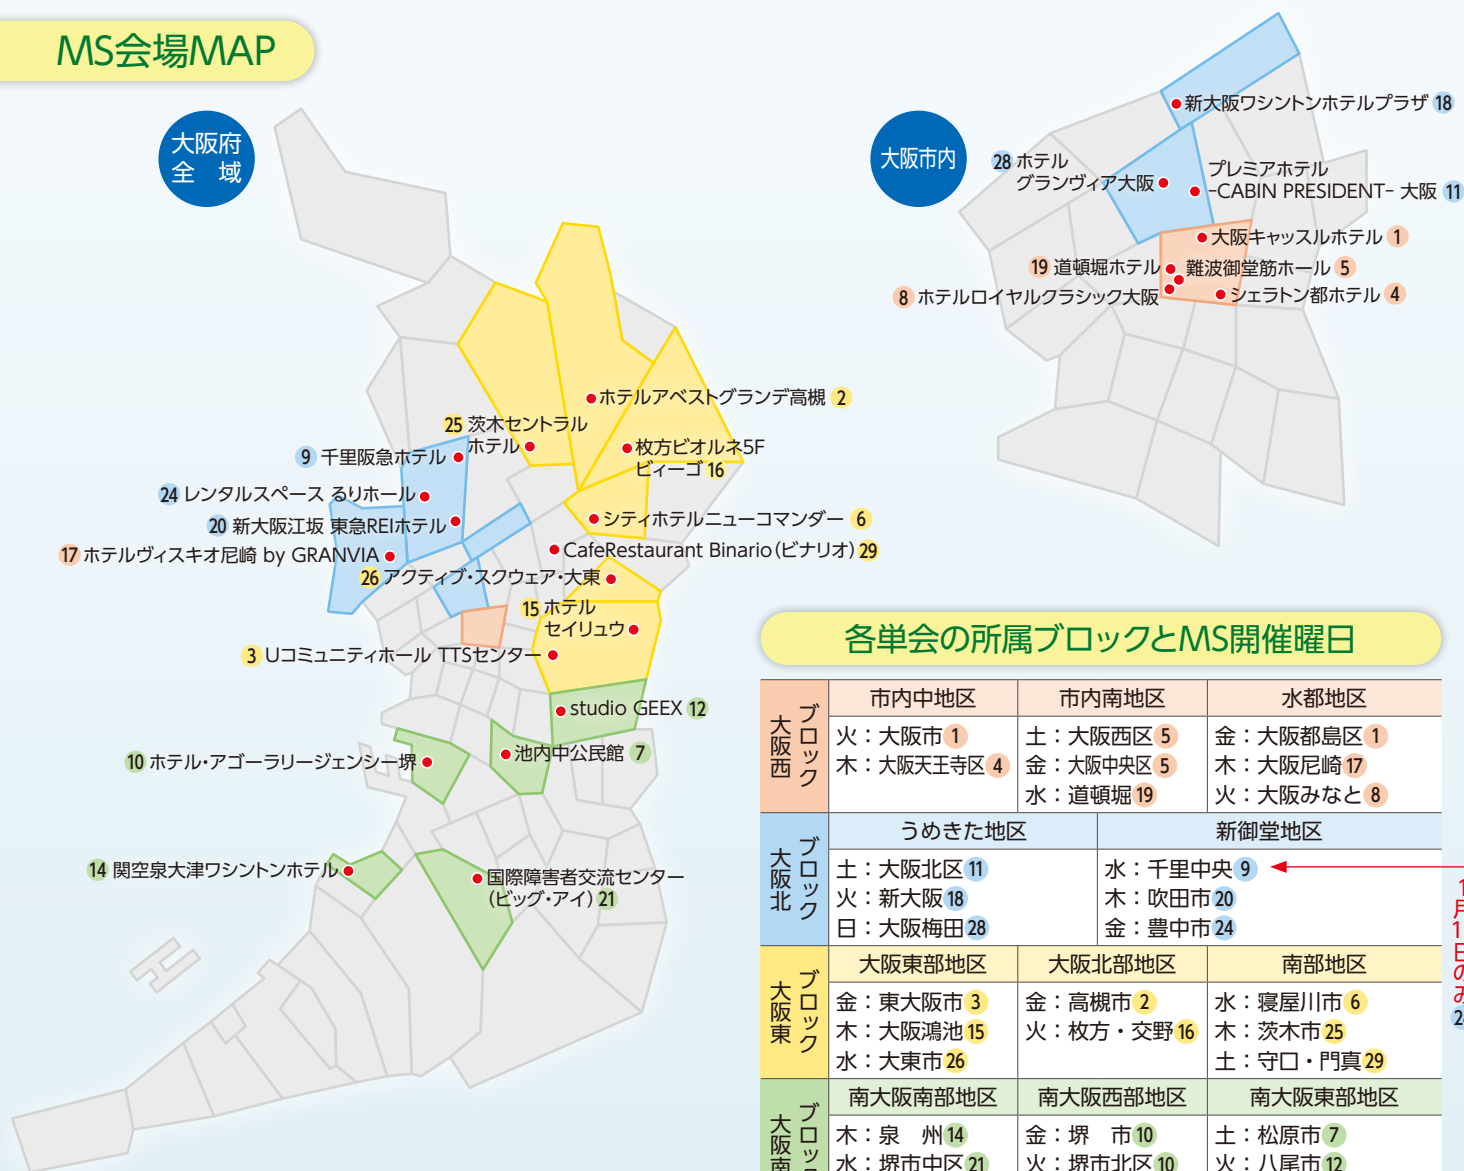 MS会場MAP
大阪府
全　域
大阪市内
新大阪ワシントンホテルプラザ 18
28 ホテル
グランヴィア大阪
プレミアホテル
-CABIN PRESIDENT- 大阪 11
大阪キャッスルホテル 1
19 道頓堀ホテル
難波御堂筋ホール 5
8 ホテルロイヤルクラシック大阪
シェラトン都ホテル 4
ホテルアベストグランデ高槻 2
25 茨木セントラル
ホテル
枚方ビオルネ5F
ビィーゴ 16
9 千里阪急ホテル
24 レンタルスペース るりホール
20 新大阪江坂 東急REIホテル
シティホテルニューコマンダー 6
17 ホテルヴィスキオ尼崎 by GRANVIA
CafeRestaurant Binario（ビナリオ） 29
26 アクティブ・スクウェア・大東
15 ホテル
セイリュウ
3 Uコミュニティホール TTSセンター
studio GEEX 12
10 ホテル・アゴーラリージェンシー堺
池内中公民館 7
14 関空泉大津ワシントンホテル
国際障害者交流センター
（ビッグ・アイ） 21
各単会の所属ブロックとMS開催曜日
大阪西ブロック
市内中地区 市内南地区 水都地区
火：大阪市 1 土：大阪西区 5 金：大阪都島区 1
木：大阪天王寺区 4 金：大阪中央区 5 木：大阪尼崎 17
水：道頓堀 19 火：大阪みなと 8
大阪北ブロック
うめきた地区 新御堂地区
土：大阪北区 11 水：千里中央 9
火：新大阪 18 木：吹田市 20
日：大阪梅田 28 金：豊中市 24
大阪東ブロック
大阪東部地区 大阪北部地区 南部地区
金：東大阪市 3 金：高槻市 2 水：寝屋川市 6
木：大阪鴻池 15 火：枚方・交野 16 木：茨木市 25
水：大東市 26 土：守口・門真 29
大阪南ブロッ
南大阪南部地区 南大阪西部地区 南大阪東部地区
木：泉　州 14 金：堺　市 10 土：松原市 7
水：堺市中区 21 火：堺市北区 10 火：八尾市 12